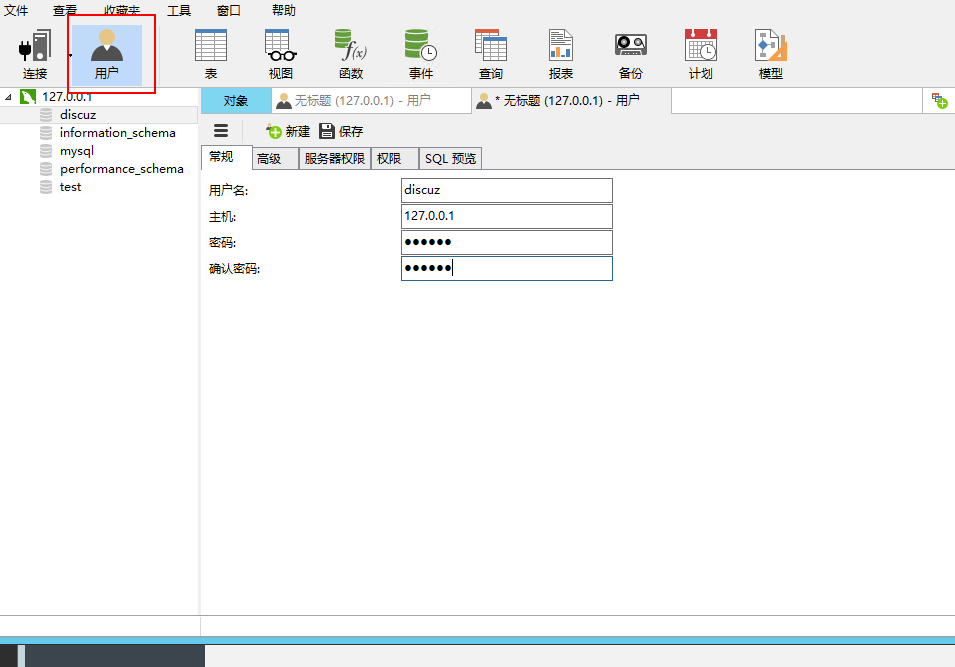 文件 查看 收藏夹 工具 窗口 帮助
连接 用户 表 视图 函数 事件 查询 报表 备份 计划 模型
127.0.0.1
discuz
information_schema
mysql
performance_schema
test
对象 无标题 (127.0.0.1) - 用户 * 无标题 (127.0.0.1) - 用户
新建 保存
常规 高级 服务器权限 权限 SQL 预览
用户名: discuz
主机: 127.0.0.1
密码: ●●●●●●
确认密码: ●●●●●●